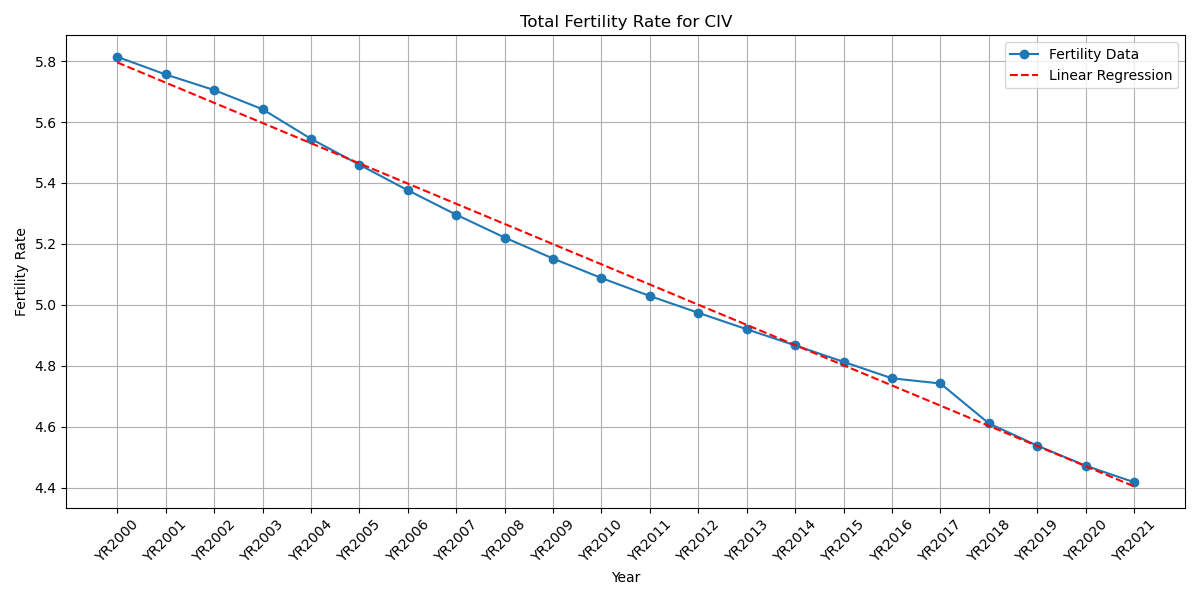 Total Fertility Rate for CIV
Fertility Data
Linear Regression
Fertility Rate
5.8
5.6
5.4
5.2
5.0
4.8
4.6
4.4
YR2000
YR2001
YR2002
YR2003
YR2004
YR2005
YR2006
YR2007
YR2008
YR2009
YR2010
YR2011
YR2012
YR2013
YR2014
YR2015
YR2016
YR2017
YR2018
YR2019
YR2020
YR2021
Year